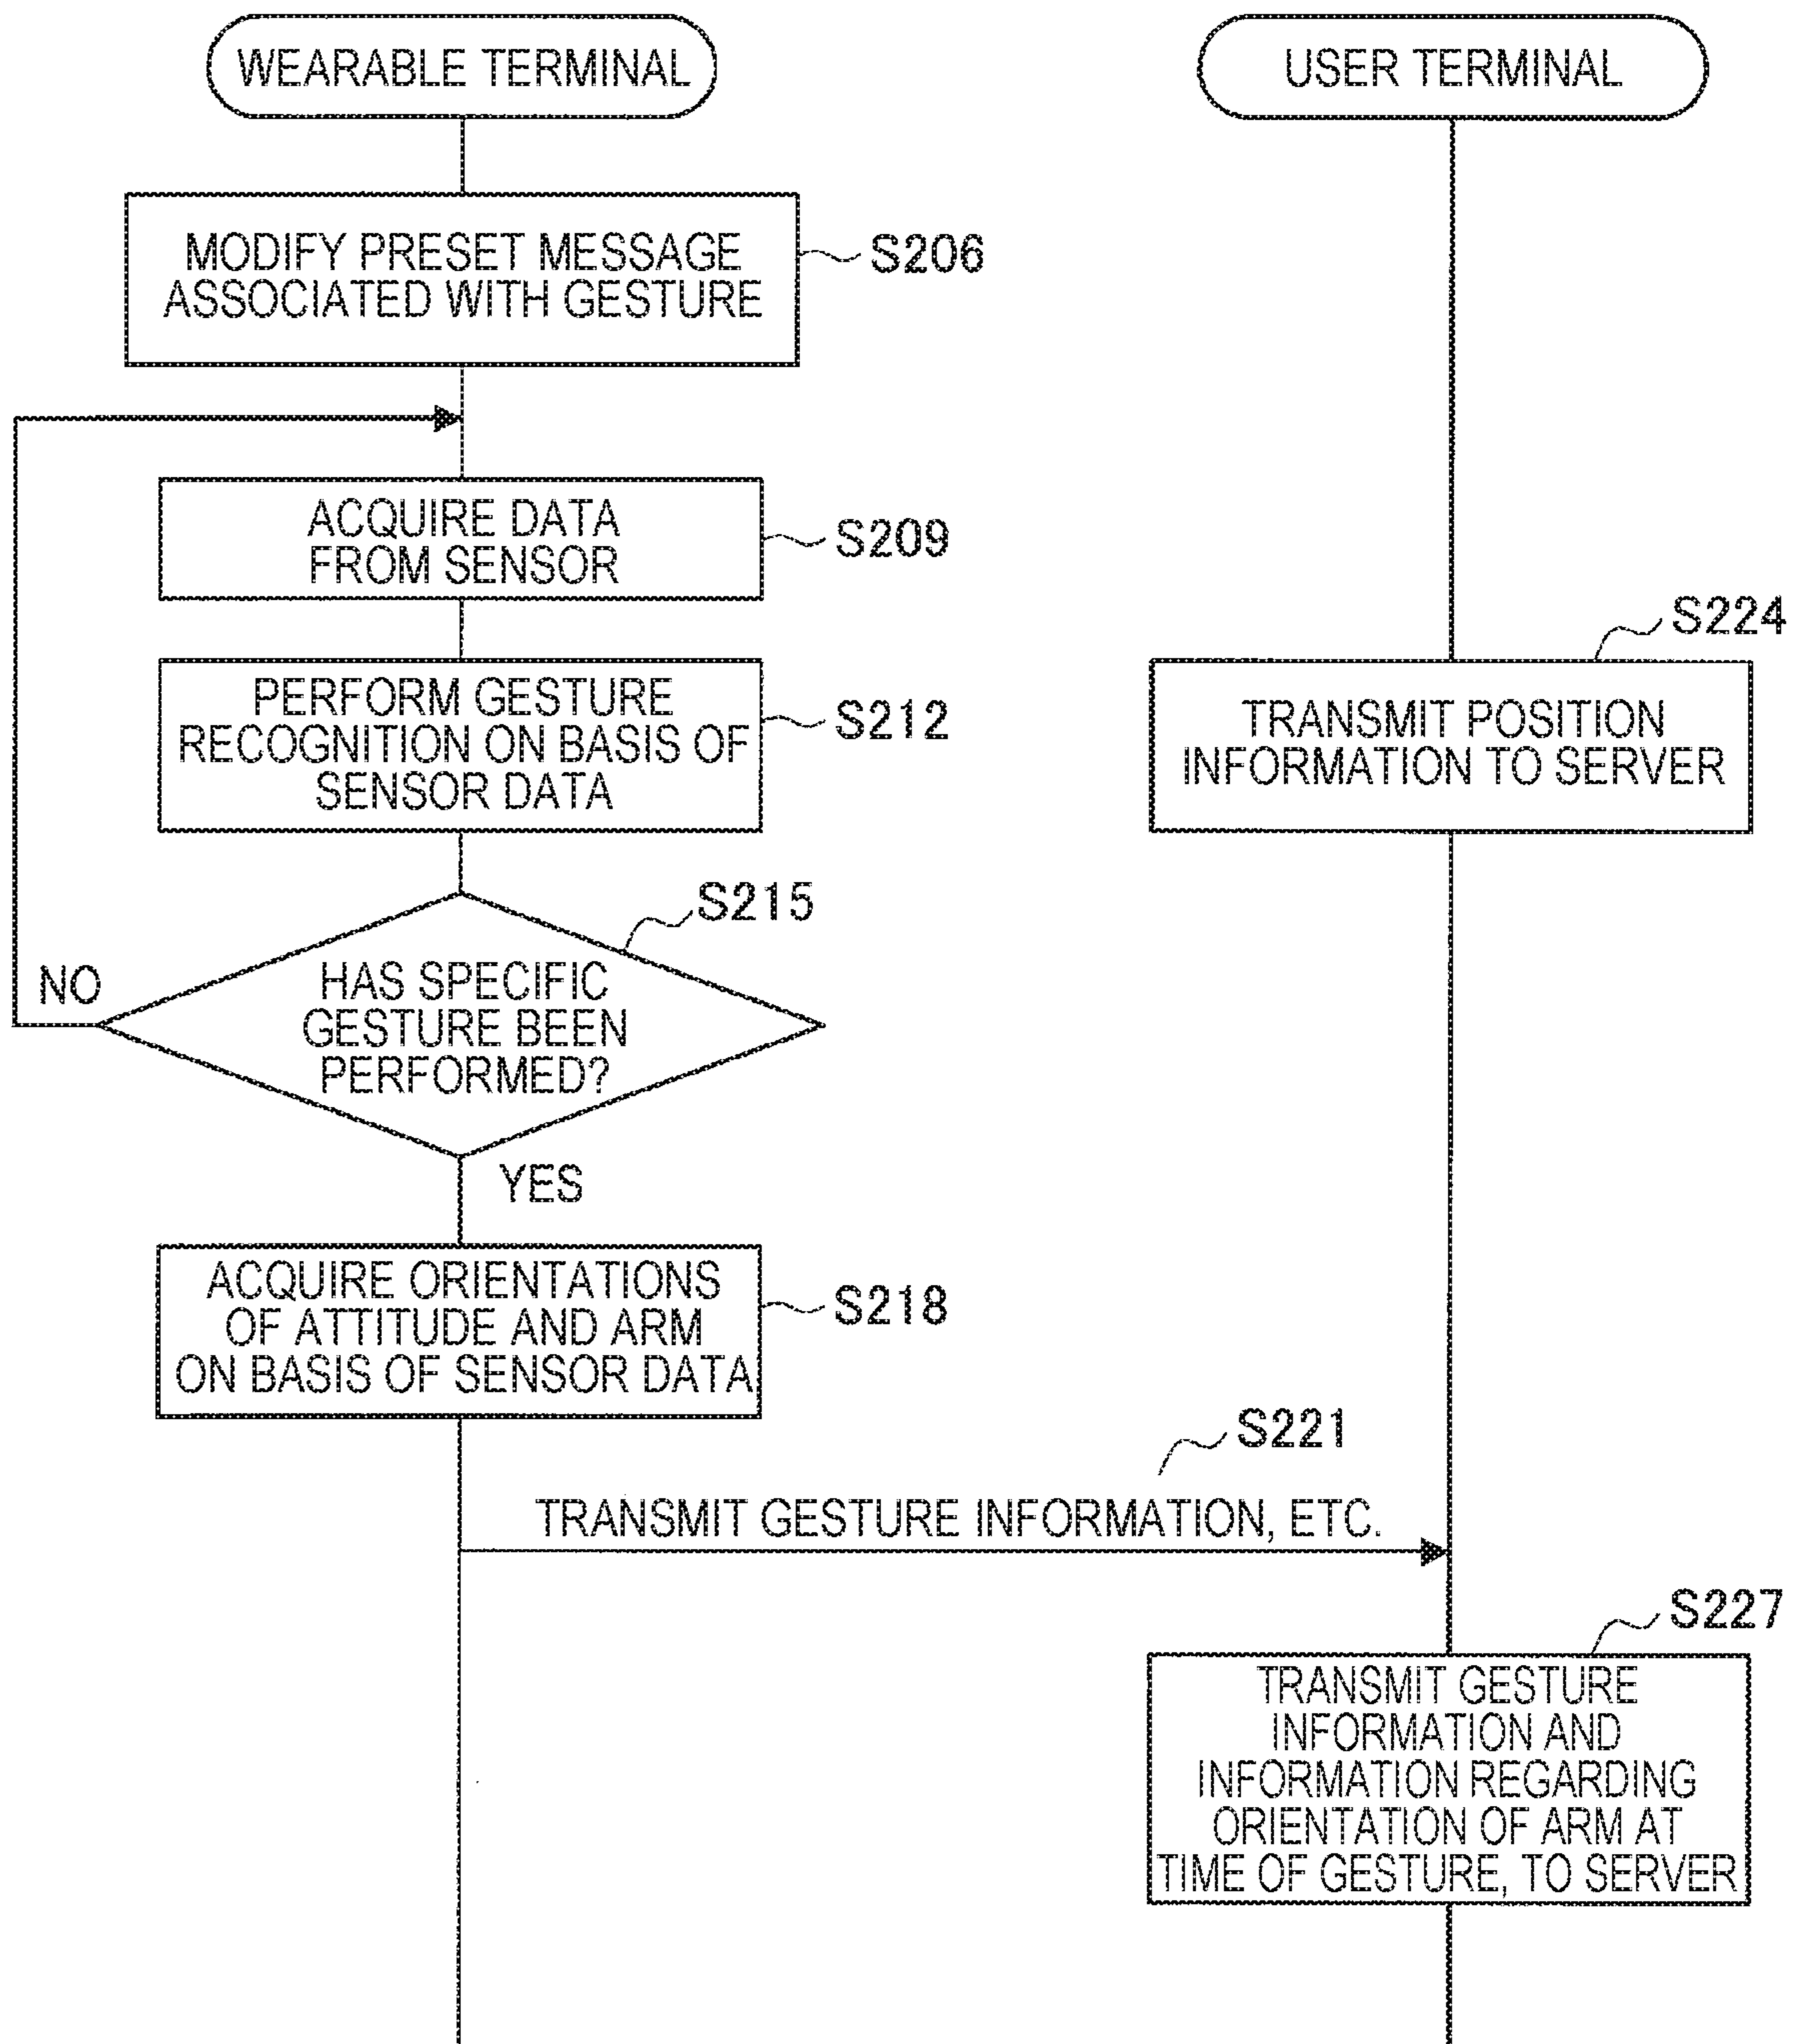 WEARABLE TERMINAL
USER TERMINAL
MODIFY PRESET MESSAGE
ASSOCIATED WITH GESTURE
S206
ACQUIRE DATA
FROM SENSOR
S209
S224
TRANSMIT POSITION
INFORMATION TO SERVER
PERFORM GESTURE
RECOGNITION ON BASIS OF
SENSOR DATA
S212
S215
HAS SPECIFIC
GESTURE BEEN
PERFORMED?
NO
YES
ACQUIRE ORIENTATIONS
OF ATTITUDE AND ARM
ON BASIS OF SENSOR DATA
S218
S221
TRANSMIT GESTURE INFORMATION, ETC.
S227
TRANSMIT GESTURE
INFORMATION AND
INFORMATION REGARDING
ORIENTATION OF ARM AT
TIME OF GESTURE, TO SERVER